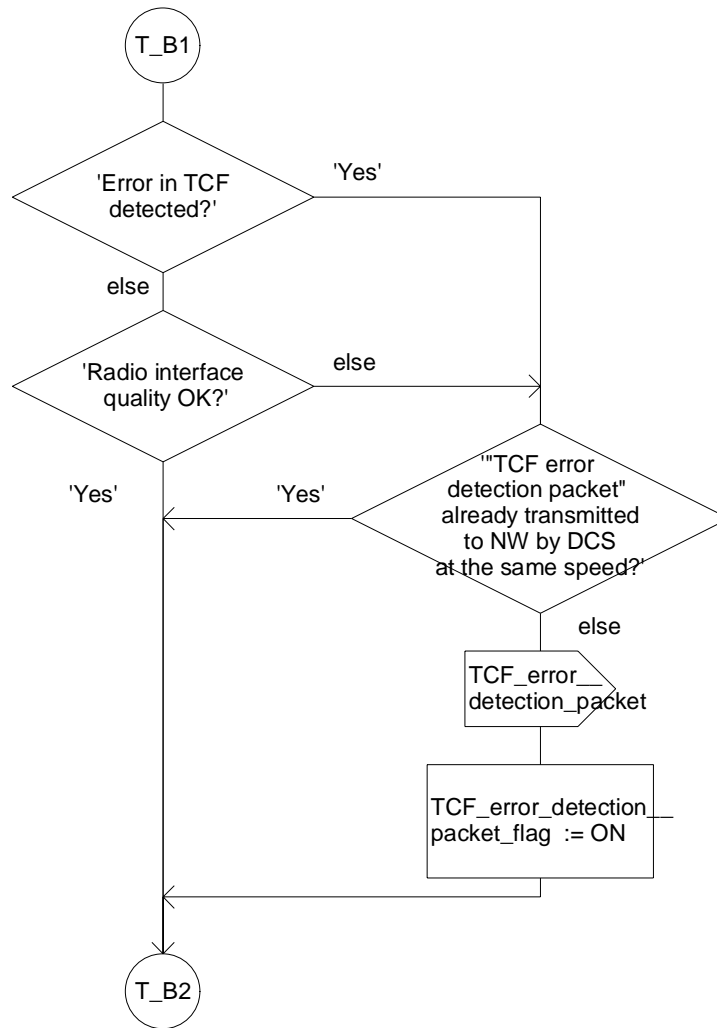 T_B1
'Yes'
'Error in TCF
detected?'
else
'Radio interface
quality OK?'
else
'Yes'
'Yes'
'"TCF error
detection packet"
already transmitted
to NW by DCS
at the same speed?'
else
TCF_error__
detection_packet
TCF_error_detection__
packet_flag := ON
T_B2